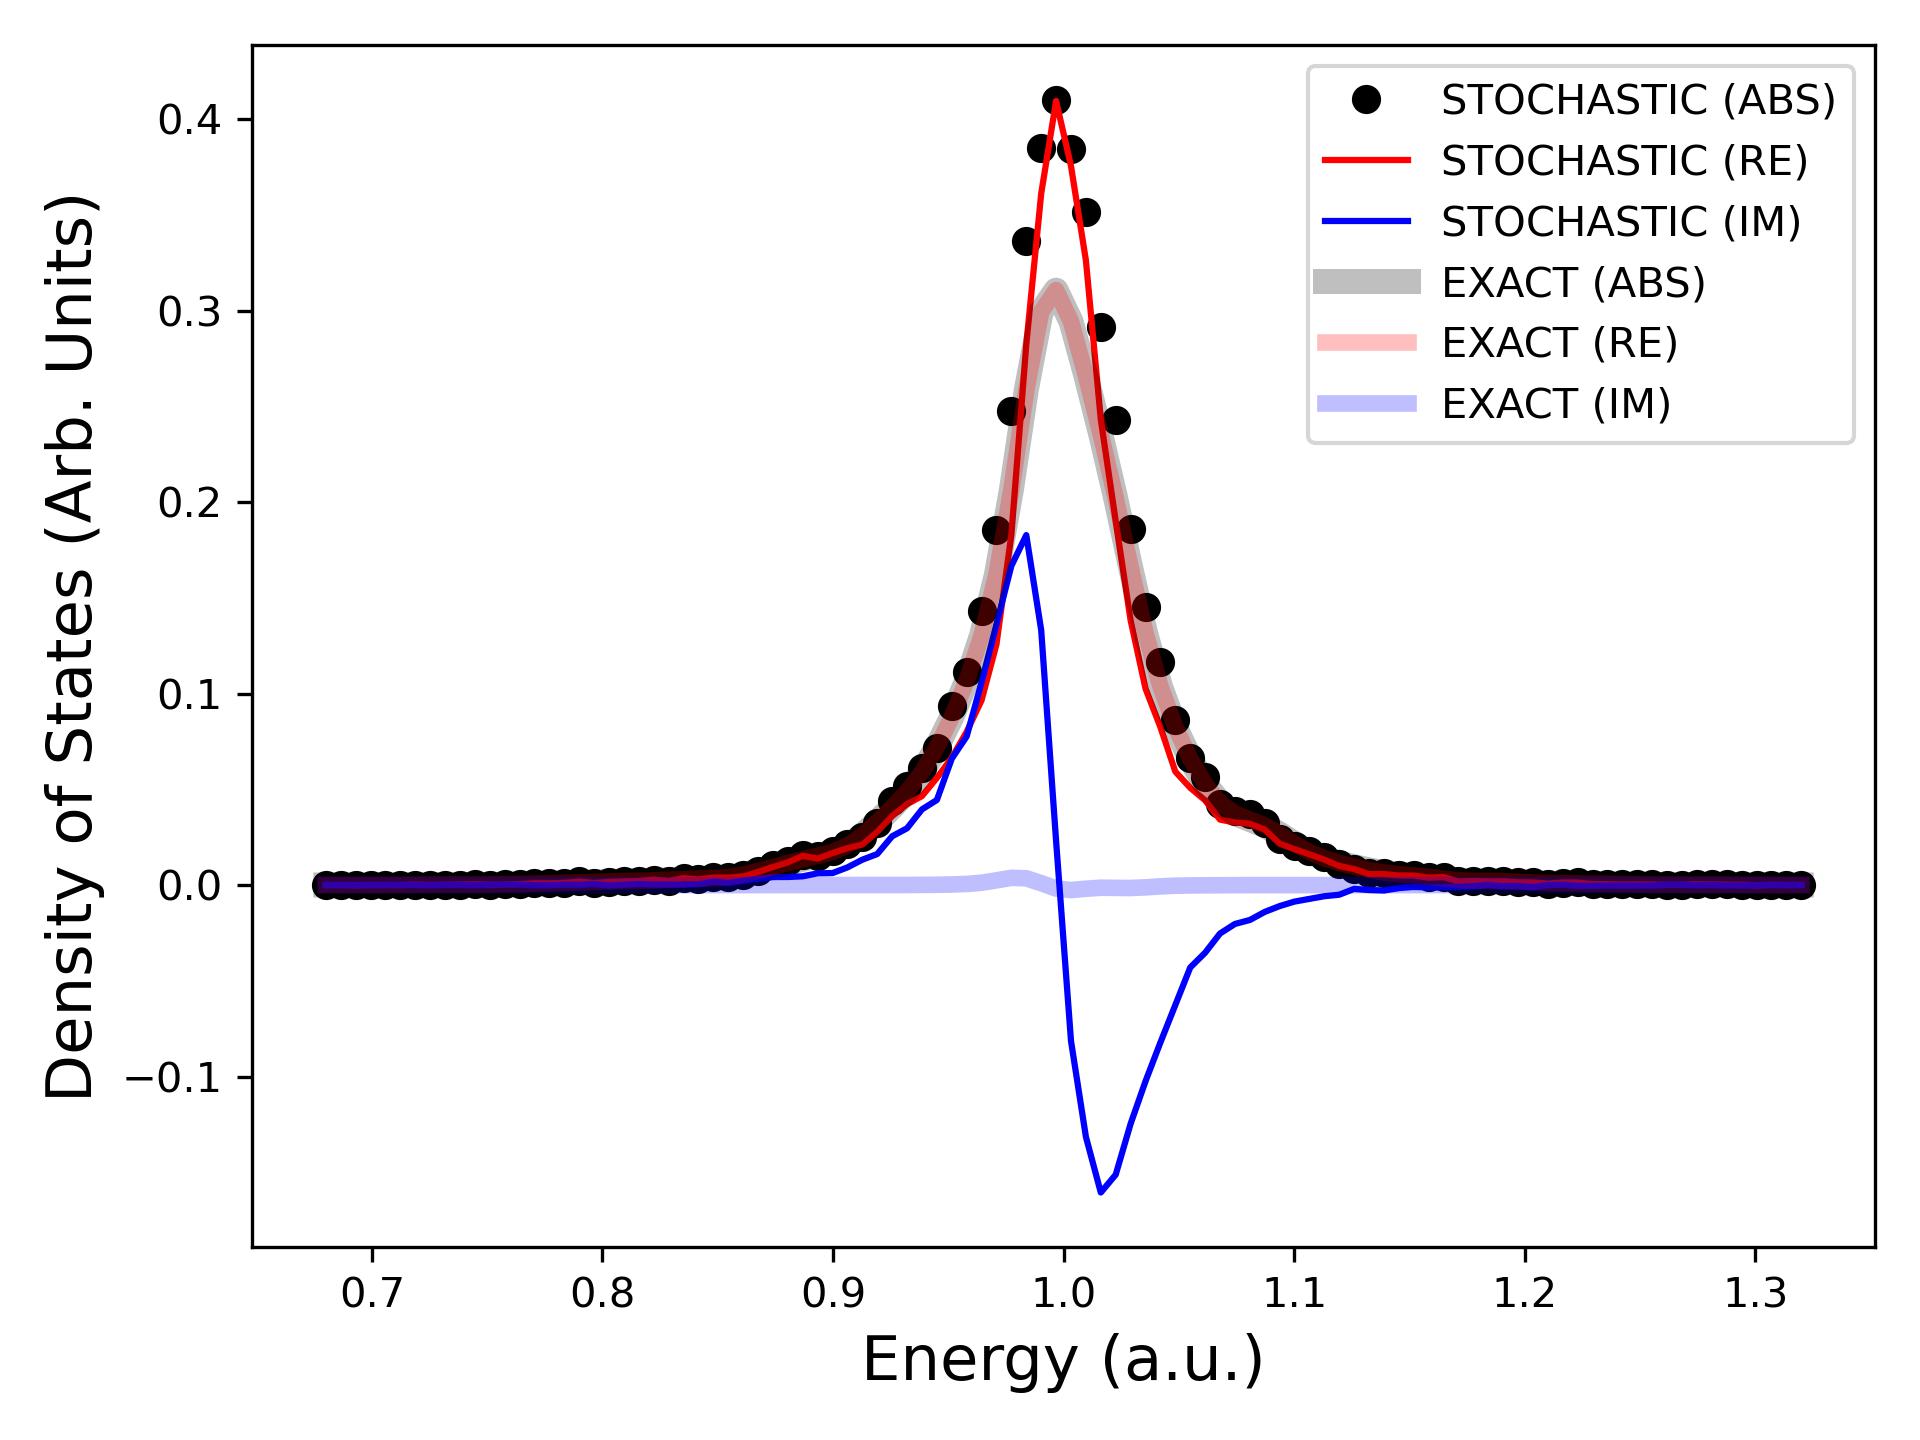 Density of States (Arb. Units)
0.4
0.3
0.2
0.1
0.0
−0.1
STOCHASTIC (ABS)
STOCHASTIC (RE)
STOCHASTIC (IM)
EXACT (ABS)
EXACT (RE)
EXACT (IM)
0.7 0.8 0.9 1.0 1.1 1.2 1.3
Energy (a.u.)